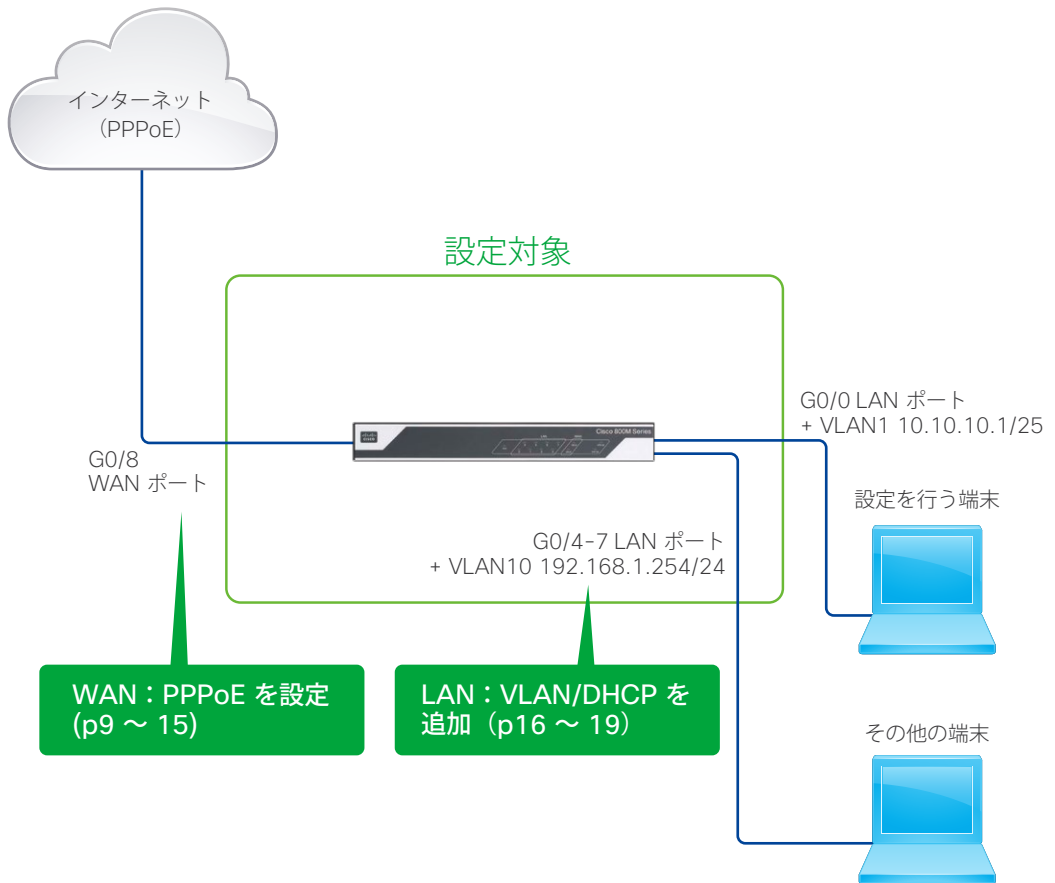 インターネット
（PPPoE）
設定対象
Cisco 800M Series
G0/0 LAN ポート
+ VLAN1 10.10.10.1/25
G0/8
WAN ポート
設定を行う端末
G0/4-7 LAN ポート
+ VLAN10 192.168.1.254/24
WAN：PPPoE を設定
(p9 ～ 15)
LAN：VLAN/DHCP を
追加（p16 ～ 19）
その他の端末